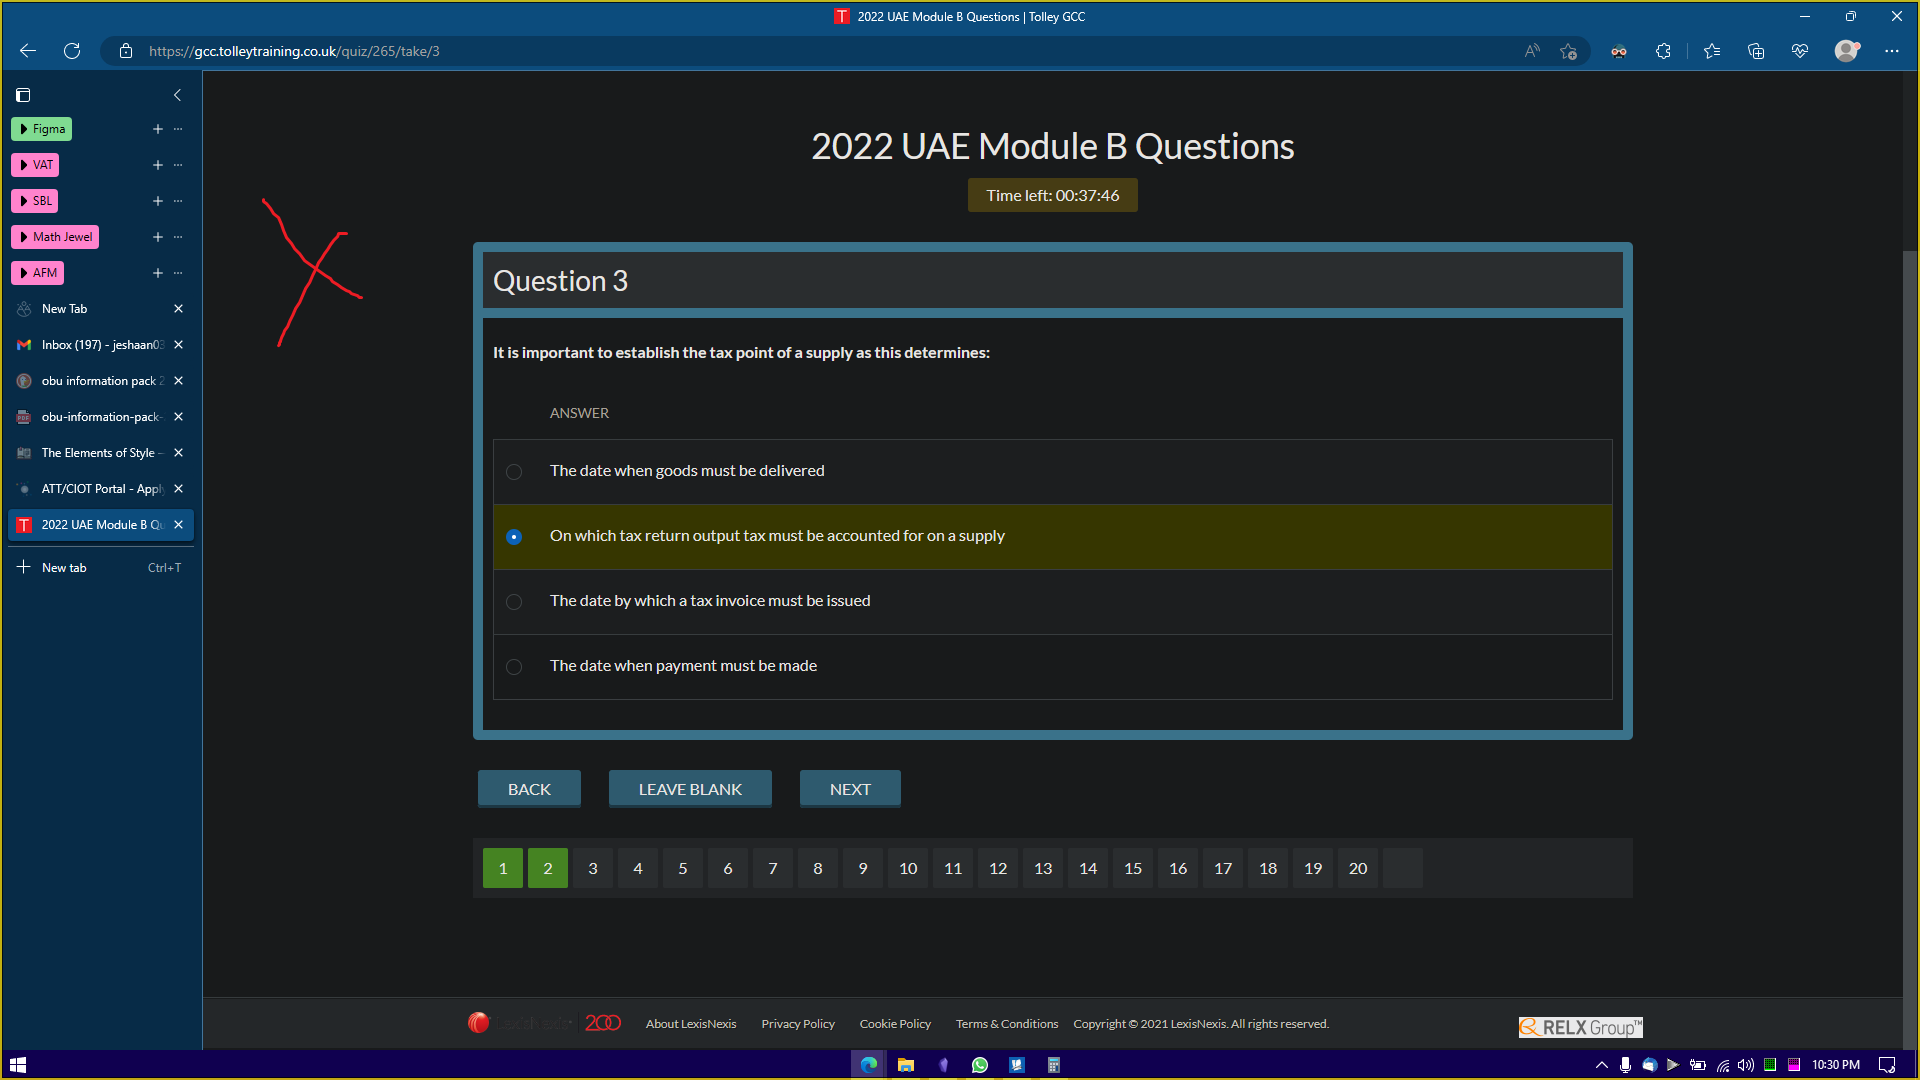 2022 UAE Module B Questions | Tolley GCC
https://gcc.tolleytraining.co.uk/quiz/265/take/3
Figma
VAT
SBL
Math Jewel
AFM
New Tab
Inbox (197) - jeshaan03
obu information pack 2
obu-information-pack-
The Elements of Style –
ATT/CIOT Portal - Apply
2022 UAE Module B Qu
New tab Ctrl+T
2022 UAE Module B Questions
Time left: 00:37:46
Question 3
It is important to establish the tax point of a supply as this determines:
ANSWER
The date when goods must be delivered
On which tax return output tax must be accounted for on a supply
The date by which a tax invoice must be issued
The date when payment must be made
BACK LEAVE BLANK NEXT
1 2 3 4 5 6 7 8 9 10 11 12 13 14 15 16 17 18 19 20
200 About LexisNexis Privacy Policy Cookie Policy Terms & Conditions Copyright © 2021 LexisNexis. All rights reserved.
RELX Group™
10:30 PM